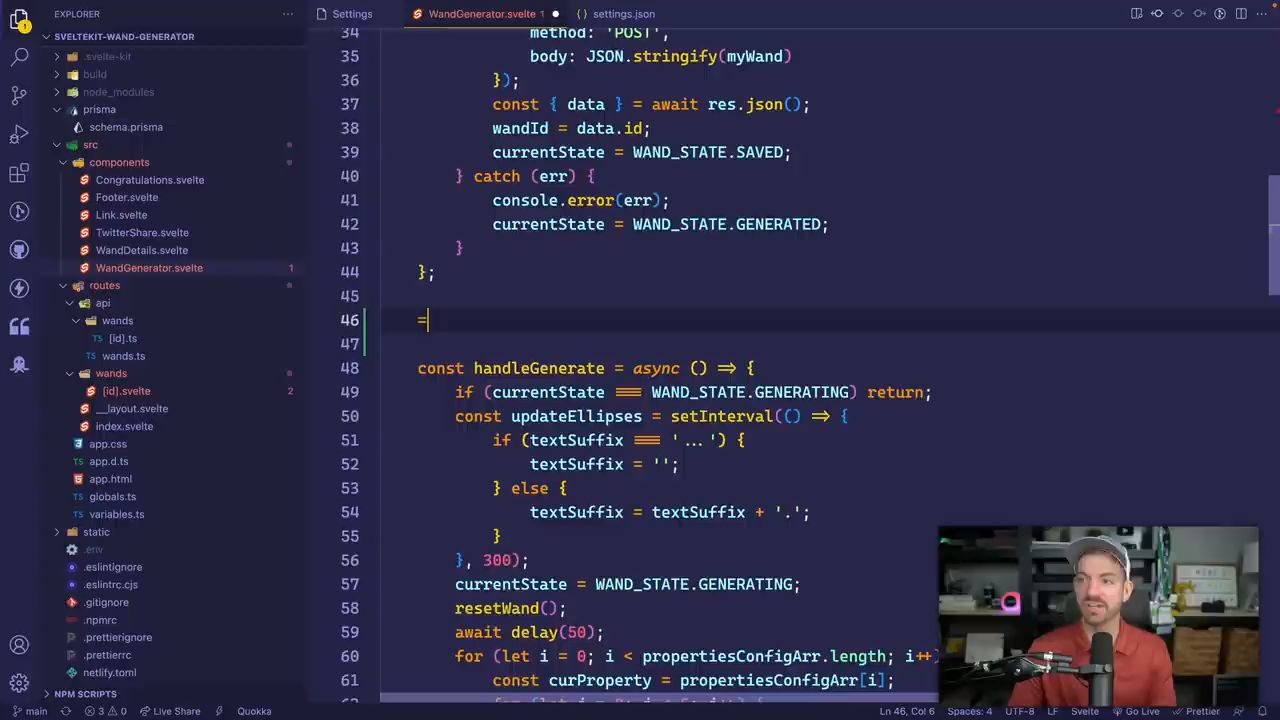 EXPLORER
Settings
WandGenerator.svelte 1
settings.json
SVELTEKIT-WAND-GENERATOR
.svelte-kit
build
node_modules
prisma
schema.prisma
src
components
Congratulations.svelte
Footer.svelte
Link.svelte
TwitterShare.svelte
WandDetails.svelte
WandGenerator.svelte 1
routes
api
wands
[id].ts
wands.ts
wands
[id].svelte 2
__layout.svelte
index.svelte
app.css
app.d.ts
app.html
globals.ts
variables.ts
static
.env
.eslintignore
.eslintrc.cjs
.gitignore
.npmrc
.prettierignore
.prettierrc
netlify.toml
NPM SCRIPTS
34 method: 'POST',
35 body: JSON.stringify(myWand)
36 });
37 const { data } = await res.json();
38 wandId = data.id;
39 currentState = WAND_STATE.SAVED;
40 } catch (err) {
41 console.error(err);
42 currentState = WAND_STATE.GENERATED;
43 }
44 };
45
46 =
47
48 const handleGenerate = async () => {
49 if (currentState === WAND_STATE.GENERATING) return;
50 const updateEllipses = setInterval(() => {
51 if (textSuffix === '...') {
52 textSuffix = '';
53 } else {
54 textSuffix = textSuffix + '.';
55 }
56 }, 300);
57 currentState = WAND_STATE.GENERATING;
58 resetWand();
59 await delay(50);
60 for (let i = 0; i < propertiesConfigArr.length; i++)
61 const curProperty = propertiesConfigArr[i];
main 3 0 Live Share Quokka Ln 46, Col 6 Spaces: 4 UTF-8 LF Svelte Go Live Prettier